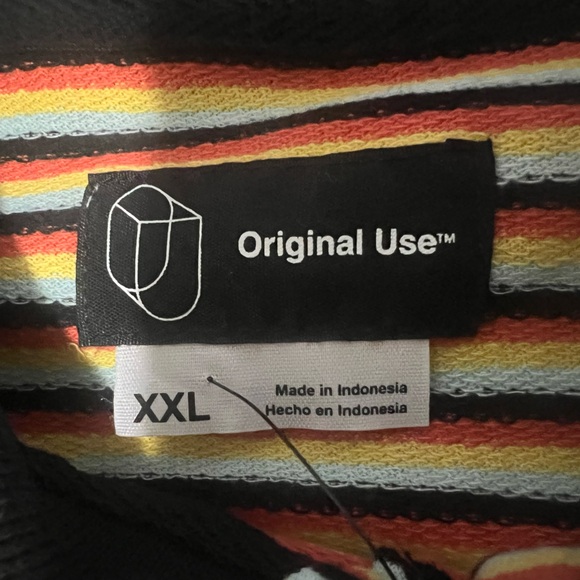 Original Use™
XXL
Made in Indonesia
Hecho en Indonesia